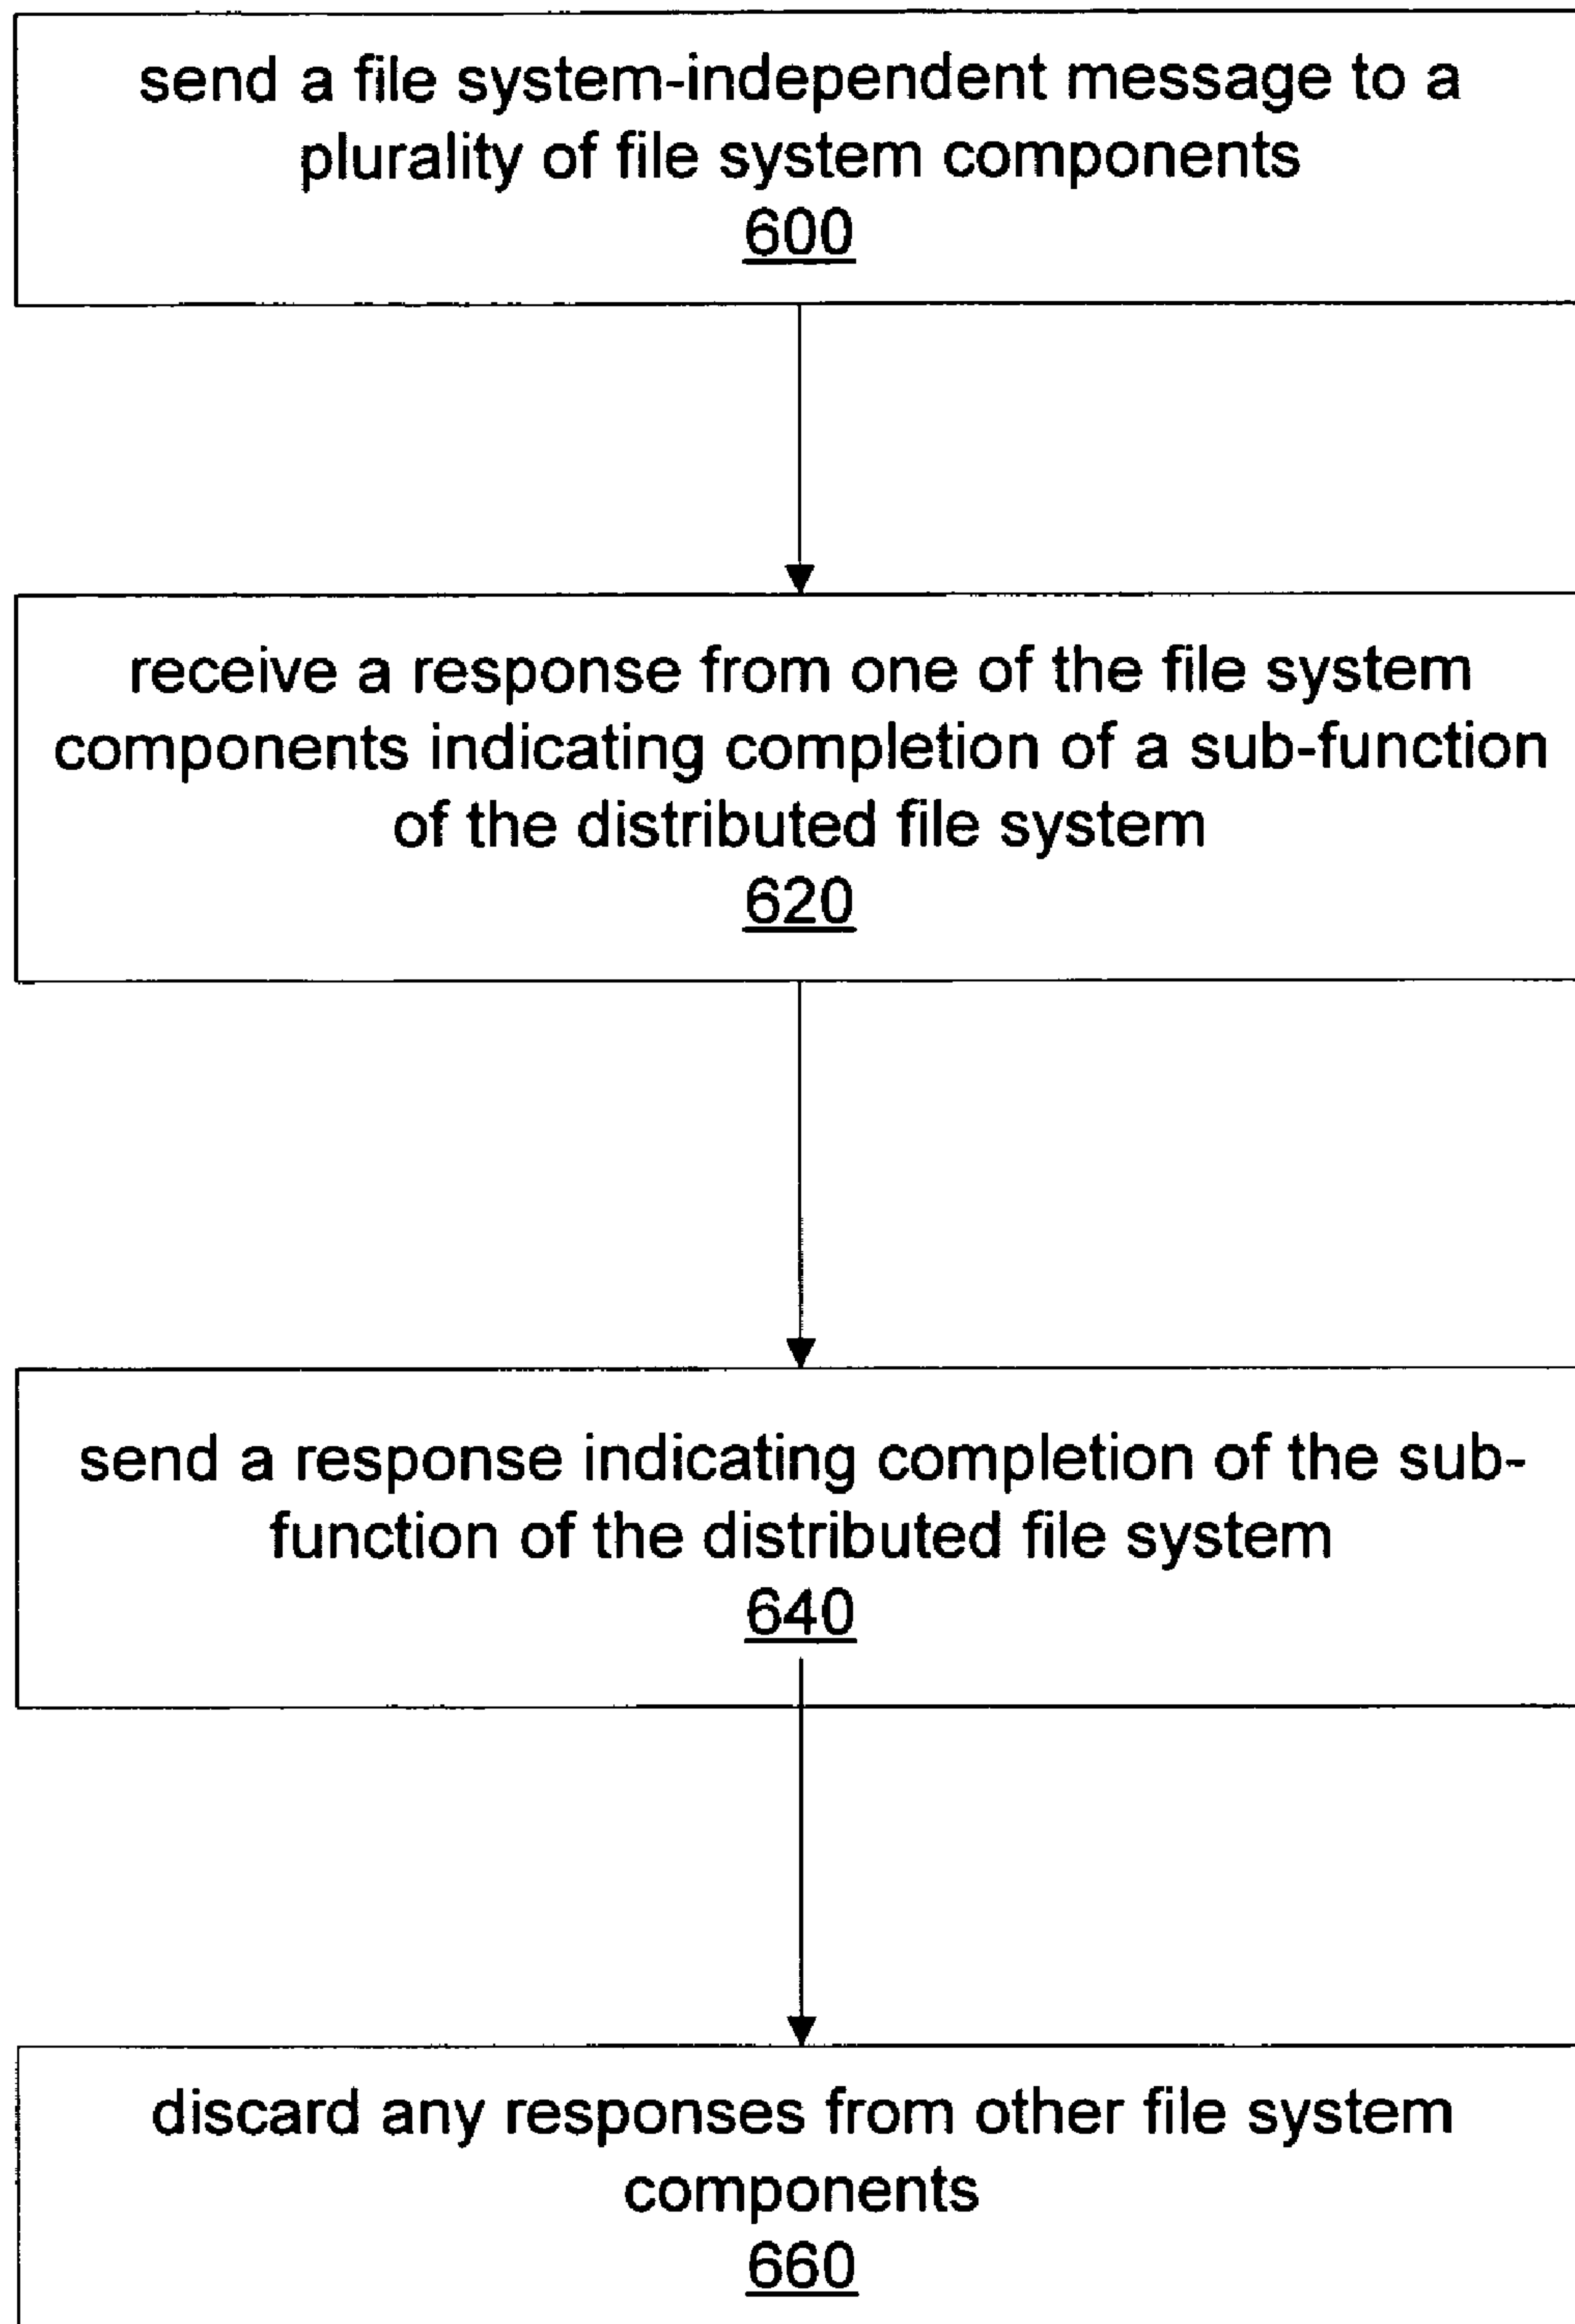 send a file system-independent message to a
plurality of file system components
600
receive a response from one of the file system
components indicating completion of a sub-function
of the distributed file system
620
send a response indicating completion of the sub-
function of the distributed file system
640
discard any responses from other file system
components
660